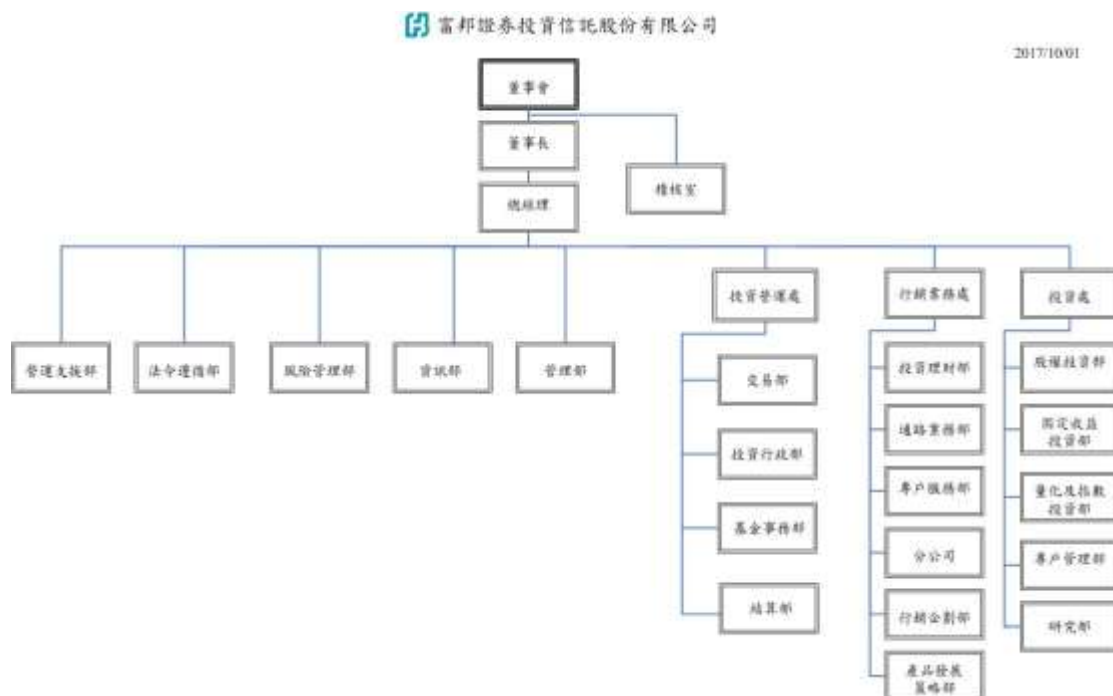 富邦證券投資信託股份有限公司
2017/10/01
董事會
董事長
稽核室
總經理
投資營運處
行銷業務處
投資處
營運支援部
法令遵循部
風險管理部
資訊部
管理部
交易部
投資行政部
基金事務部
結算部
投資理財部
通路業務部
專戶服務部
分公司
行銷企劃部
產品發展
策略部
股權投資部
固定收益
投資部
量化及指數
投資部
專戶管理部
研究部